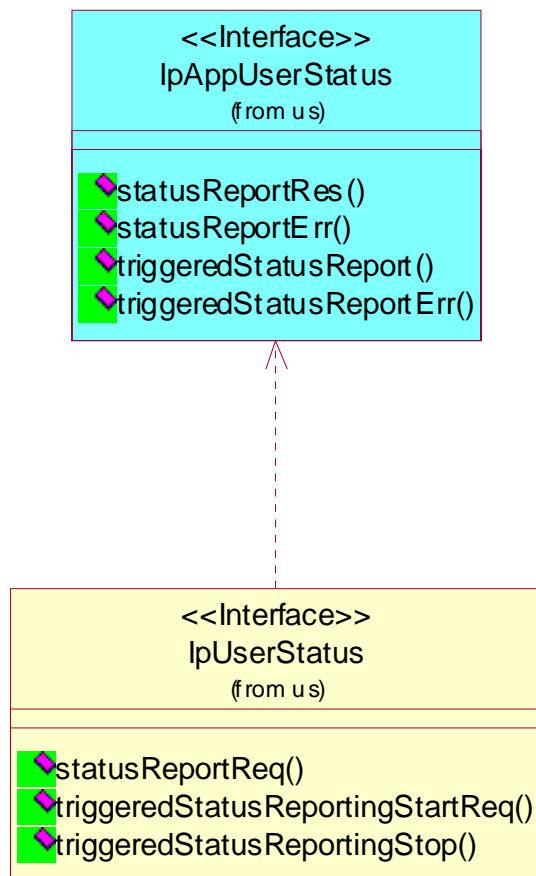 <<Interface>>
IpAppUserStatus
(from us)
statusReportRes()
statusReportErr()
triggeredStatusReport()
triggeredStatusReportErr()
<<Interface>>
IpUserStatus
(from us)
statusReportReq()
triggeredStatusReportingStartReq()
triggeredStatusReportingStop()